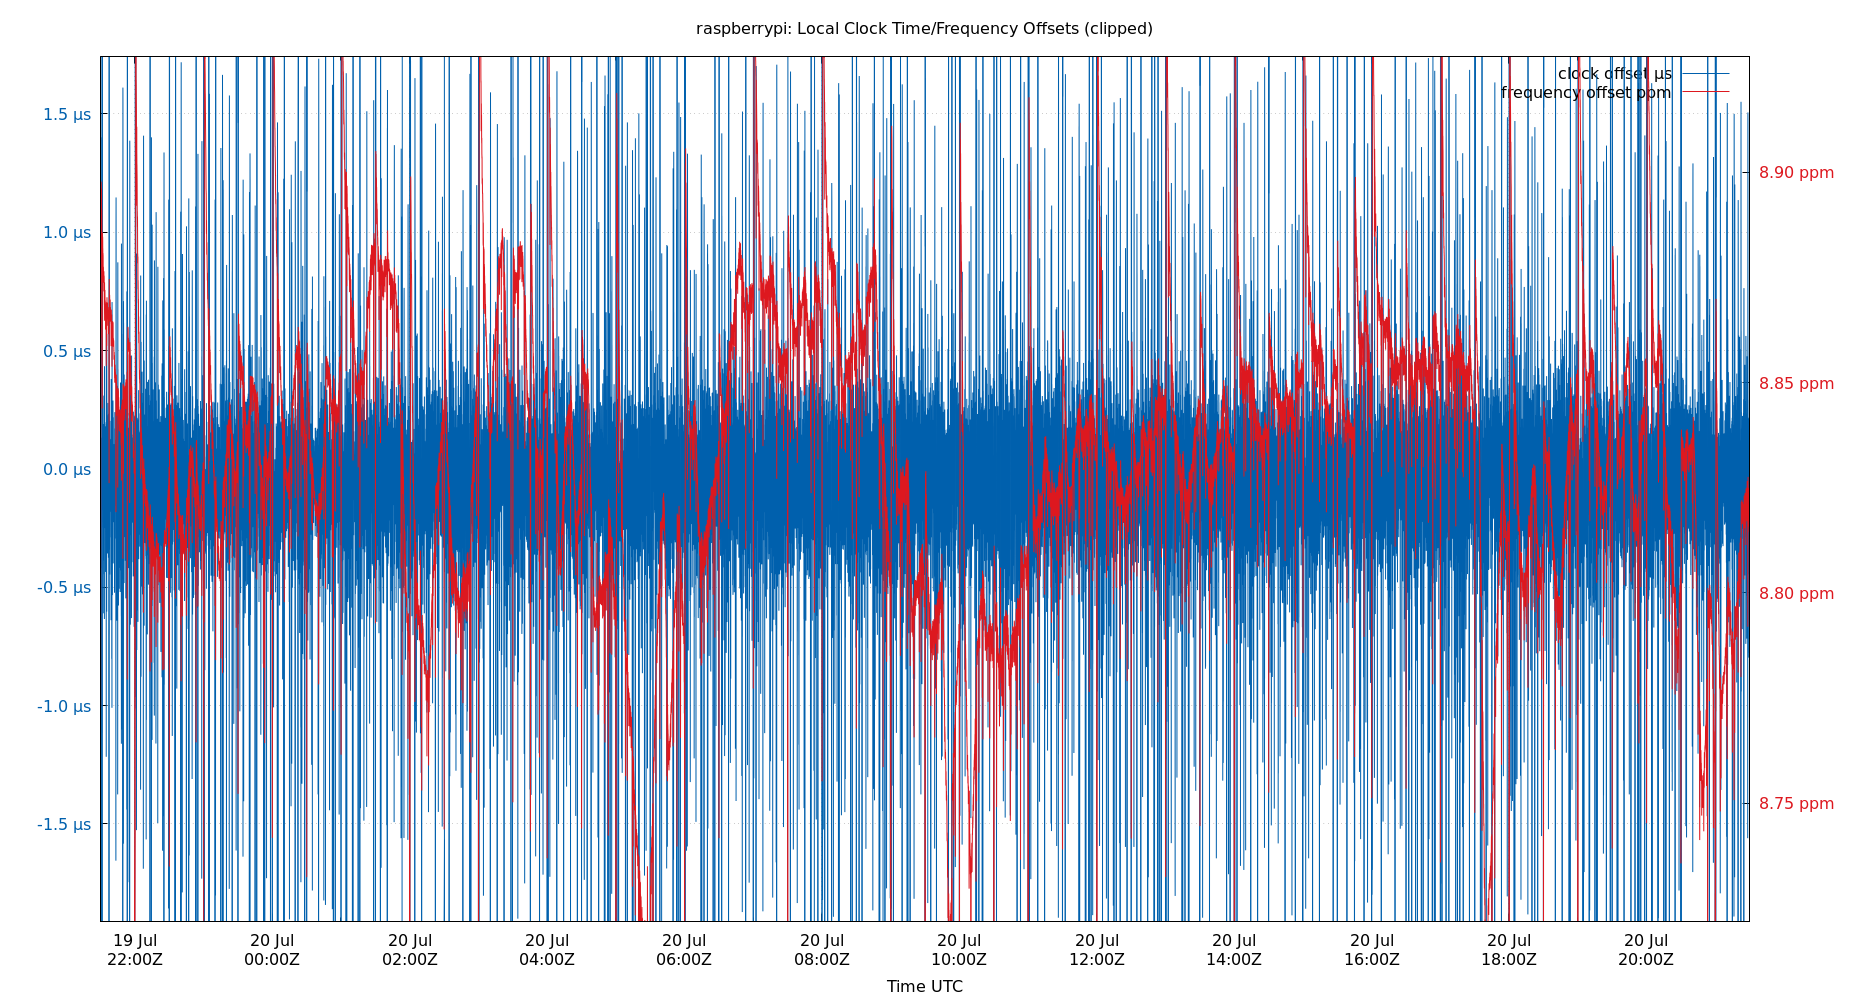 raspberrypi: Local Clock Time/Frequency Offsets (clipped)
clock offset µs
frequency offset ppm
1.5 µs
1.0 µs
0.5 µs
0.0 µs
-0.5 µs
-1.0 µs
-1.5 µs
8.90 ppm
8.85 ppm
8.80 ppm
8.75 ppm
19 Jul 20 Jul 20 Jul 20 Jul 20 Jul 20 Jul 20 Jul 20 Jul 20 Jul 20 Jul 20 Jul 20 Jul
22:00Z 00:00Z 02:00Z 04:00Z 06:00Z 08:00Z 10:00Z 12:00Z 14:00Z 16:00Z 18:00Z 20:00Z
Time UTC